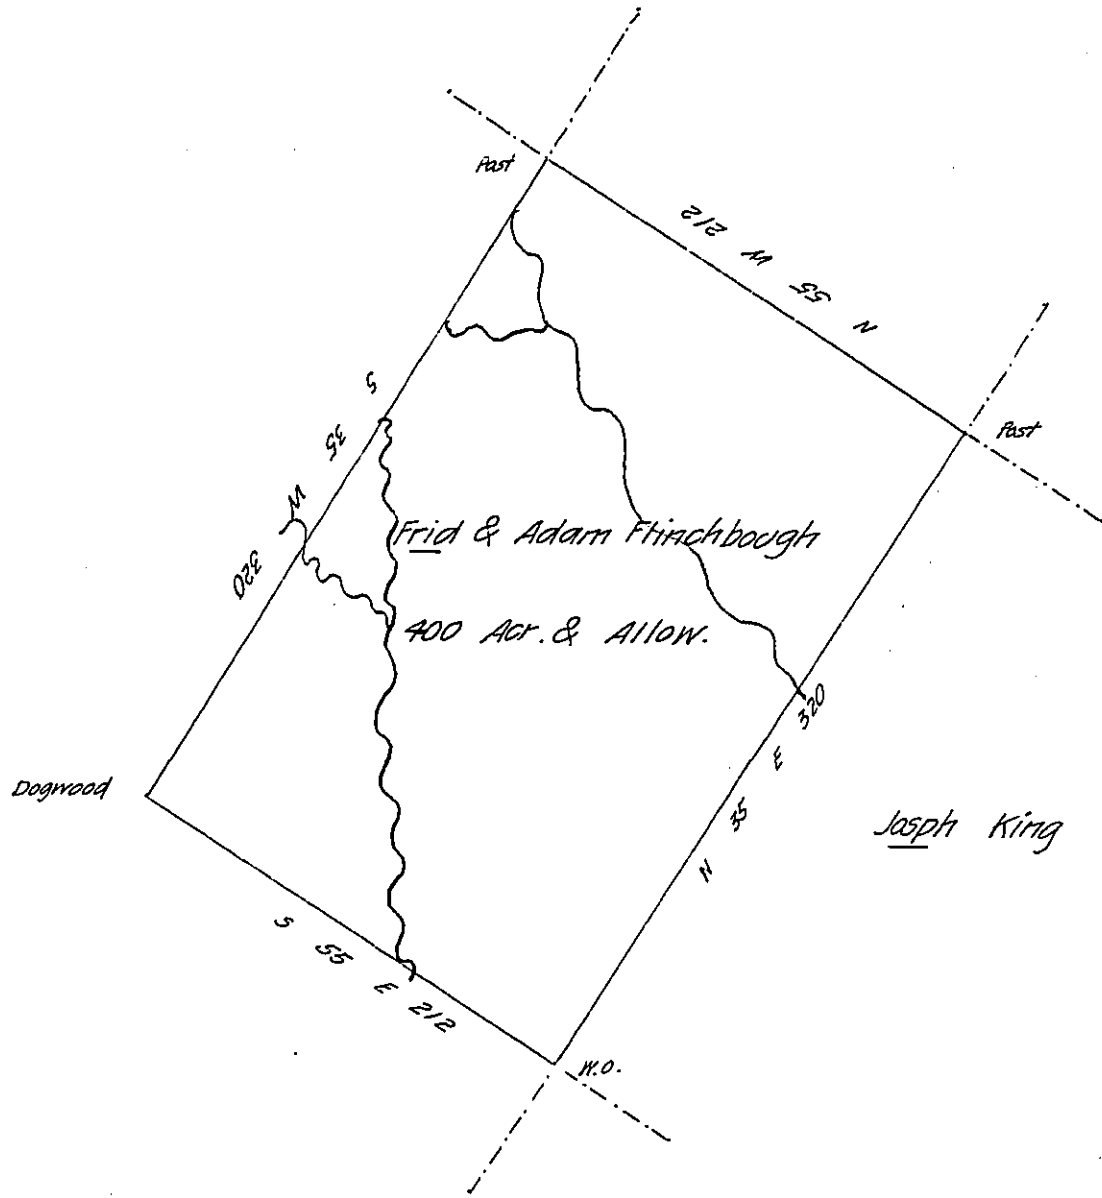 Post
N 55 W 212
Post
S 35 W 320
Frid & Adam Flinchbough
400 Acr. & Allow.
N 35 E 320
Dogwood
Josph King
S 55 E 212
W.O.